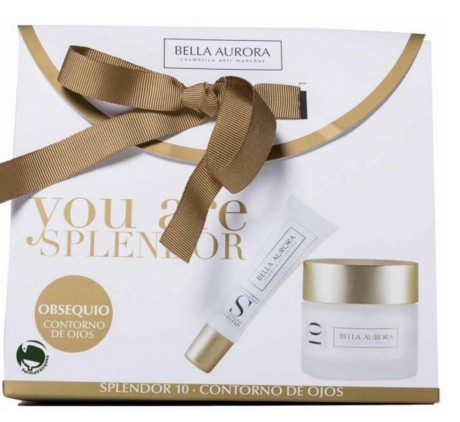 BELLA AURORA
cosmética anti-manchas
you are
SPLENDOR
OBSEQUIO
CONTORNO
DE OJOS
BELLA AURORA
S
10
BELLA AURORA
SPLENDOR 10 · CONTORNO DE OJOS